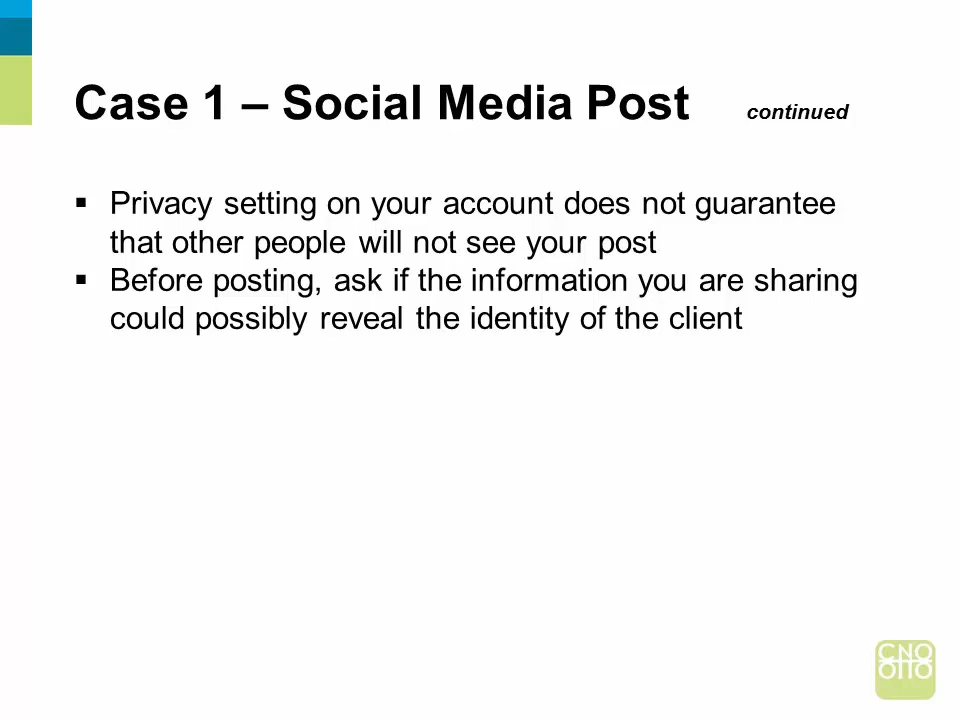 Case 1 – Social Media Post continued
▪ Privacy setting on your account does not guarantee
that other people will not see your post
▪ Before posting, ask if the information you are sharing
could possibly reveal the identity of the client
CNO
OIIO